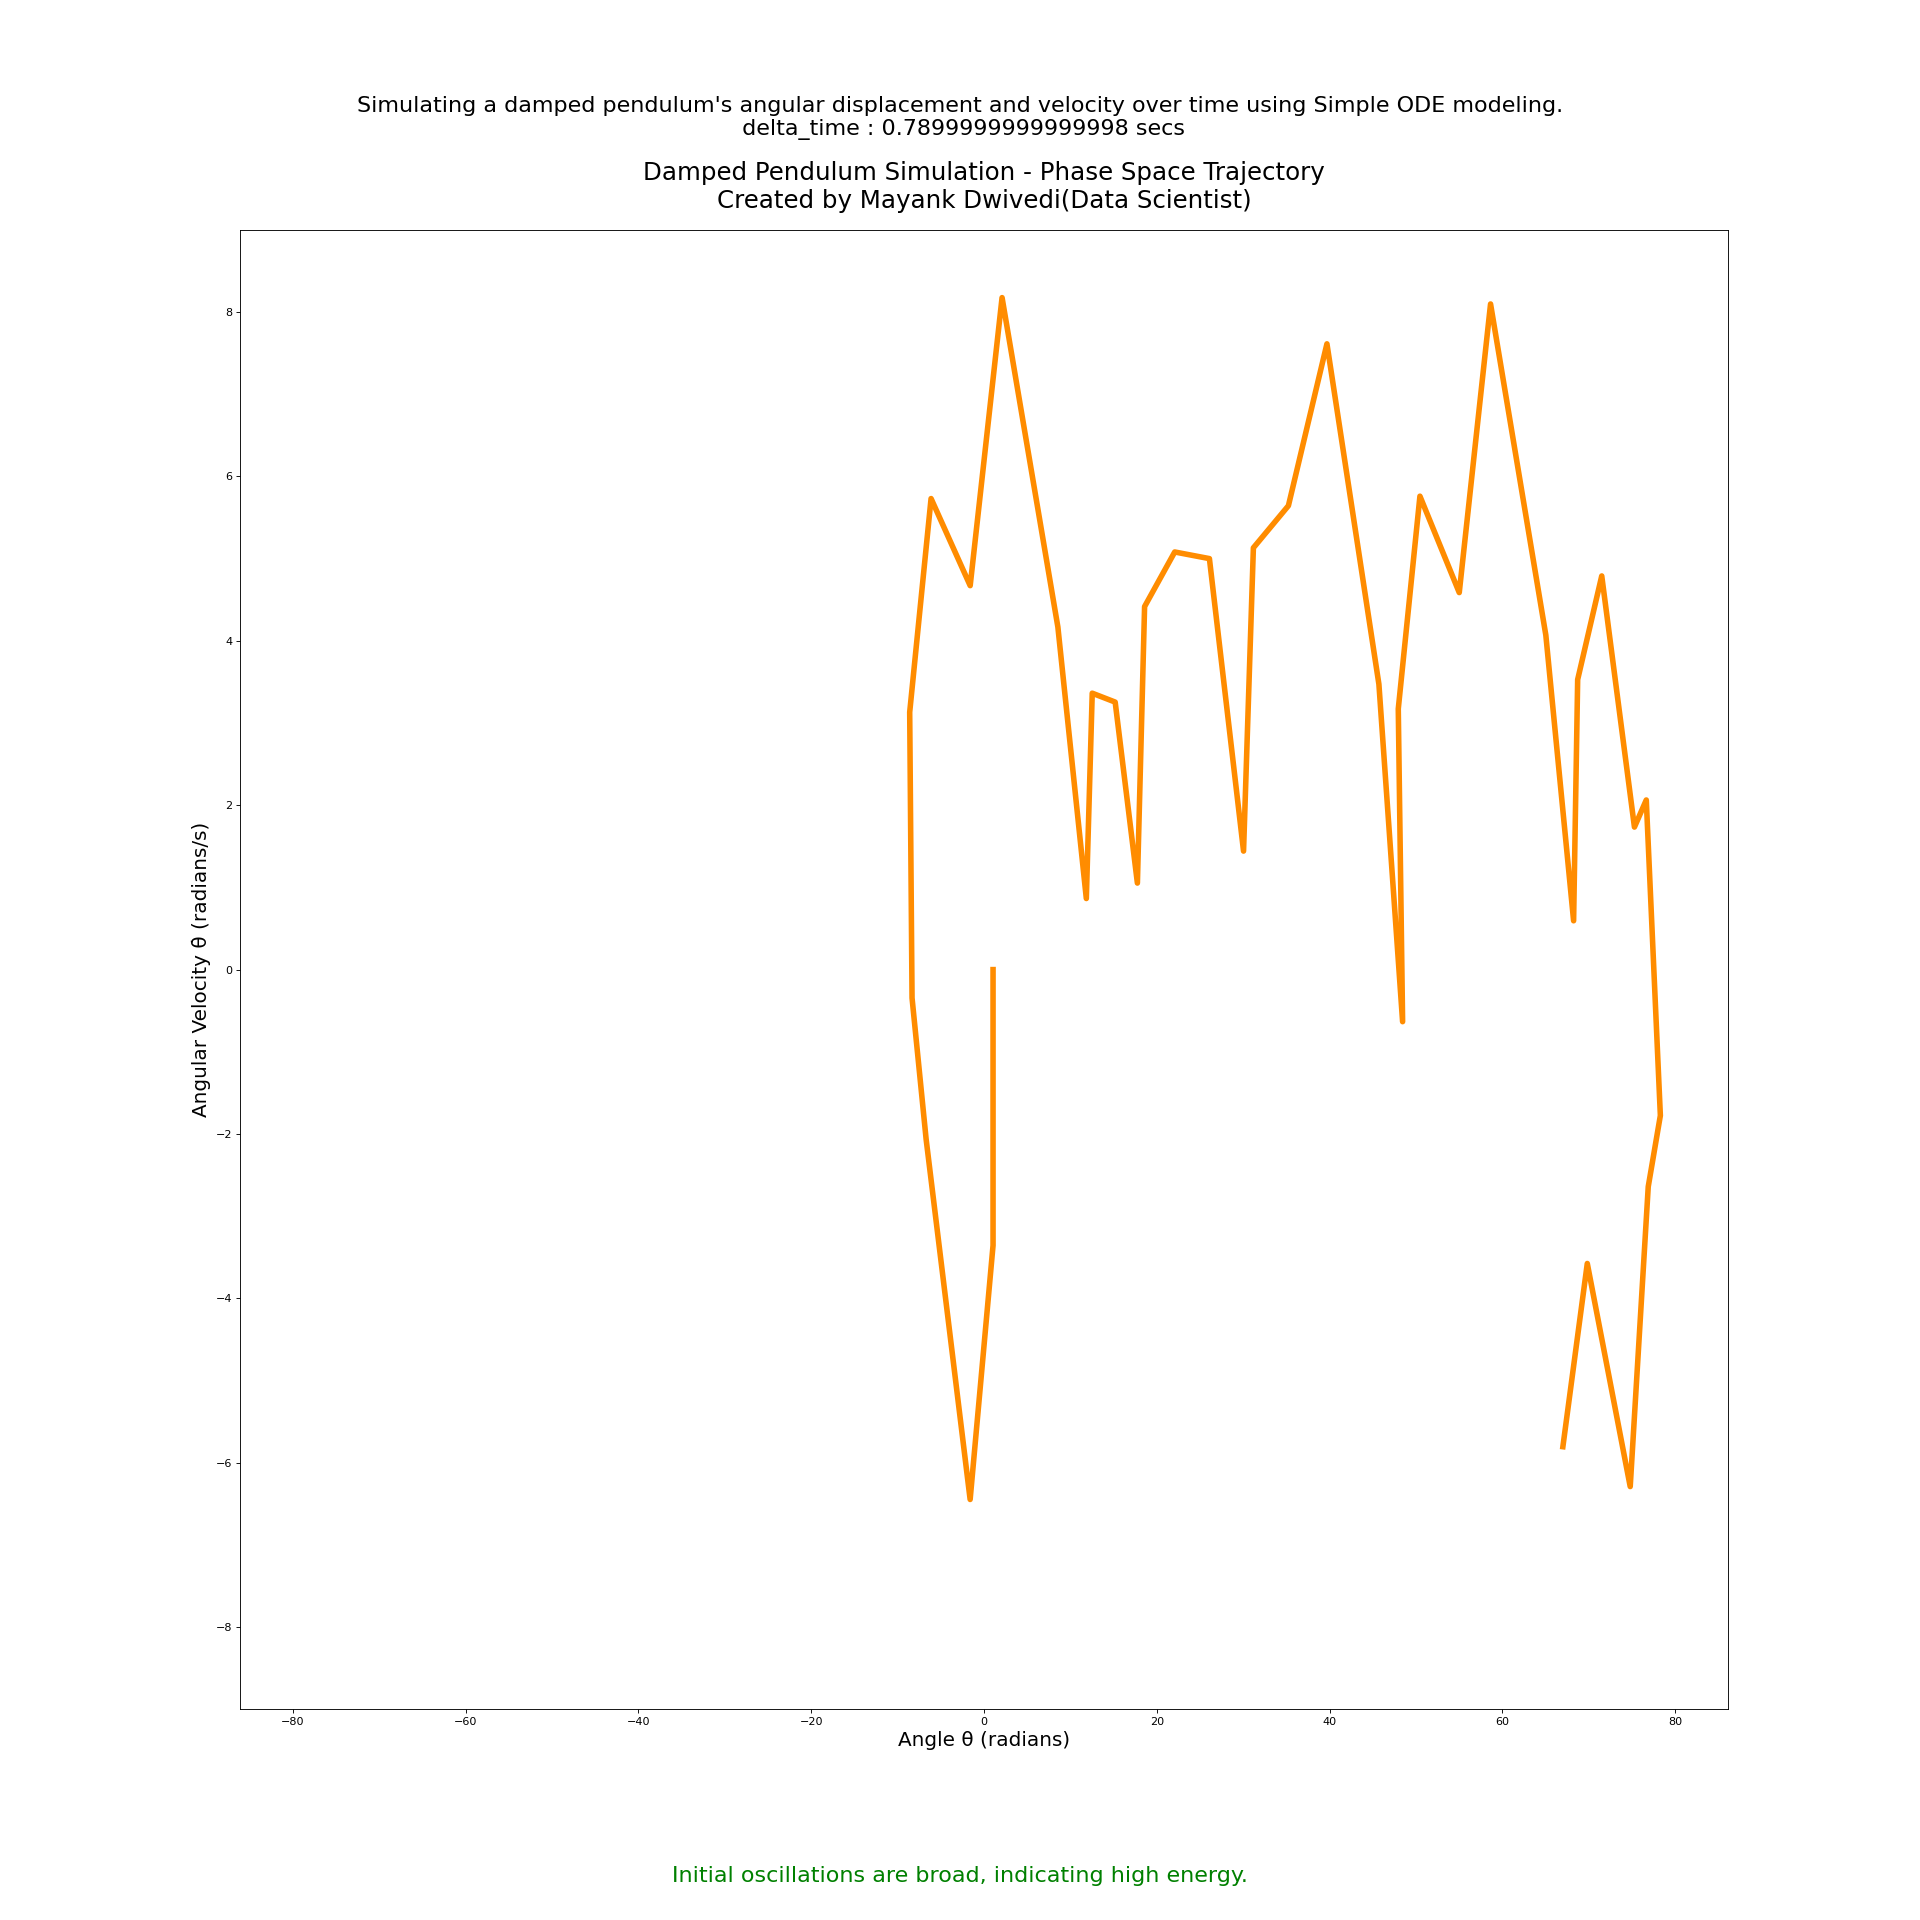 Simulating a damped pendulum's angular displacement and velocity over time using Simple ODE modeling.
delta_time : 0.7899999999999998 secs
Damped Pendulum Simulation - Phase Space Trajectory
Created by Mayank Dwivedi(Data Scientist)
Angular Velocity θ (radians/s)
8
6
4
2
0
−2
−4
−6
−8
−80
−60
−40
−20
0
20
40
60
80
Angle θ (radians)
Initial oscillations are broad, indicating high energy.